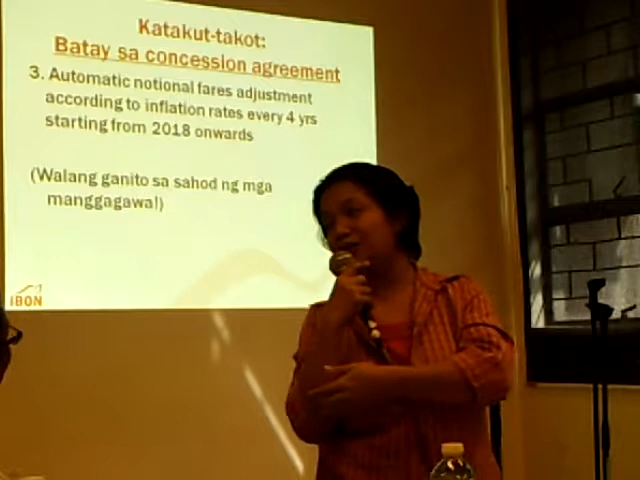 Katakut-takot:
Batay sa concession agreement
3. Automatic notional fares adjustment
according to inflation rates every 4 yrs
starting from 2018 onwards
(Walang ganito sa sahod ng mga
manggagawa!)
IBON